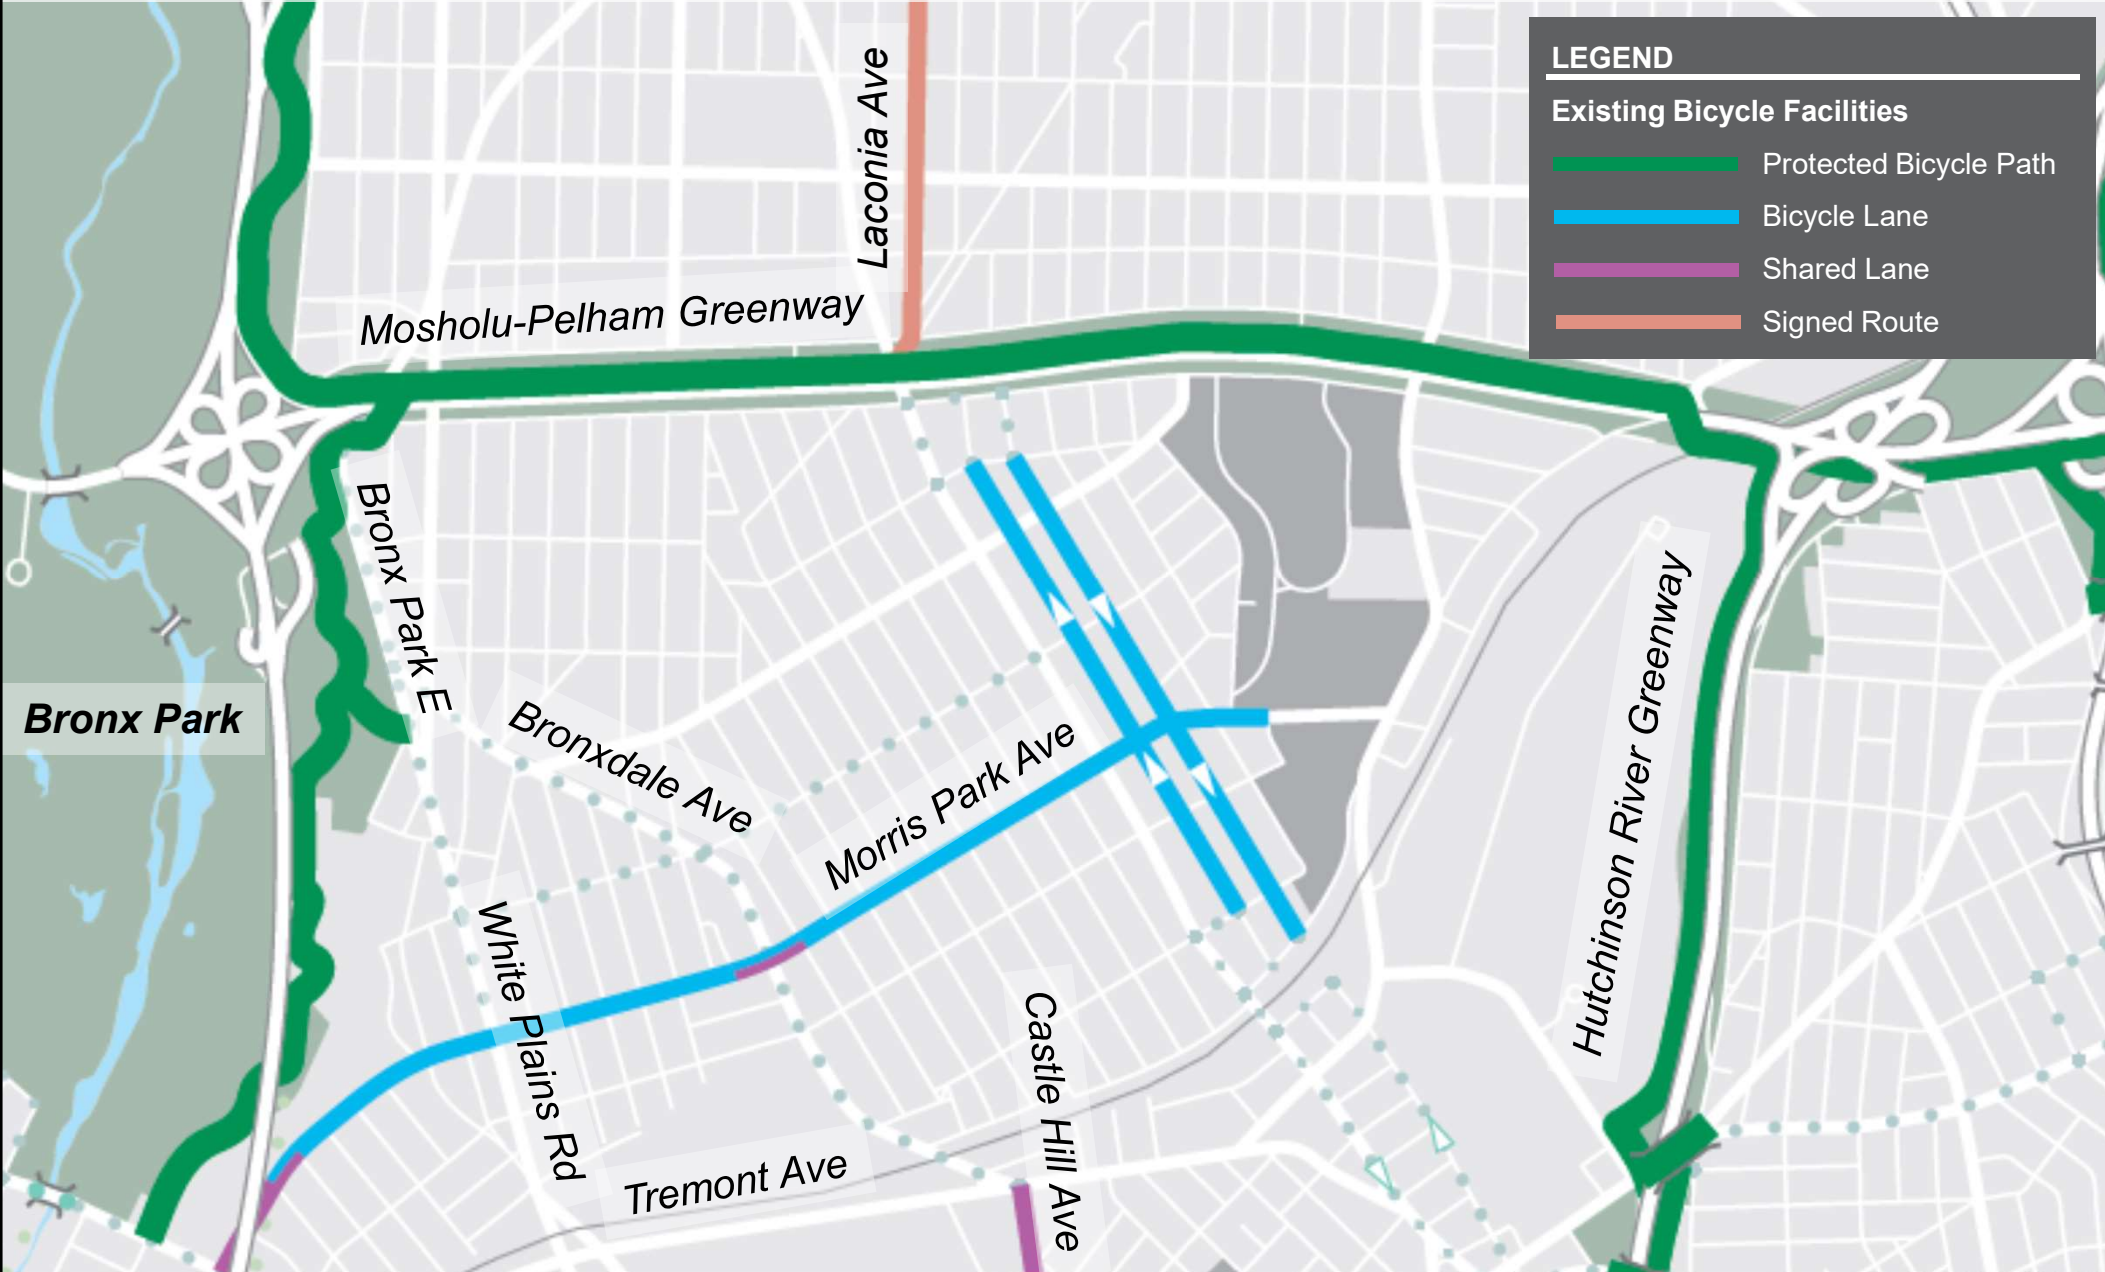 LEGEND
Existing Bicycle Facilities
Protected Bicycle Path
Bicycle Lane
Shared Lane
Signed Route
Laconia Ave
Mosholu-Pelham Greenway
Bronx Park E
Bronx Park
Bronxdale Ave
Morris Park Ave
Hutchinson River Greenway
White Plains Rd
Castle Hill Ave
Tremont Ave